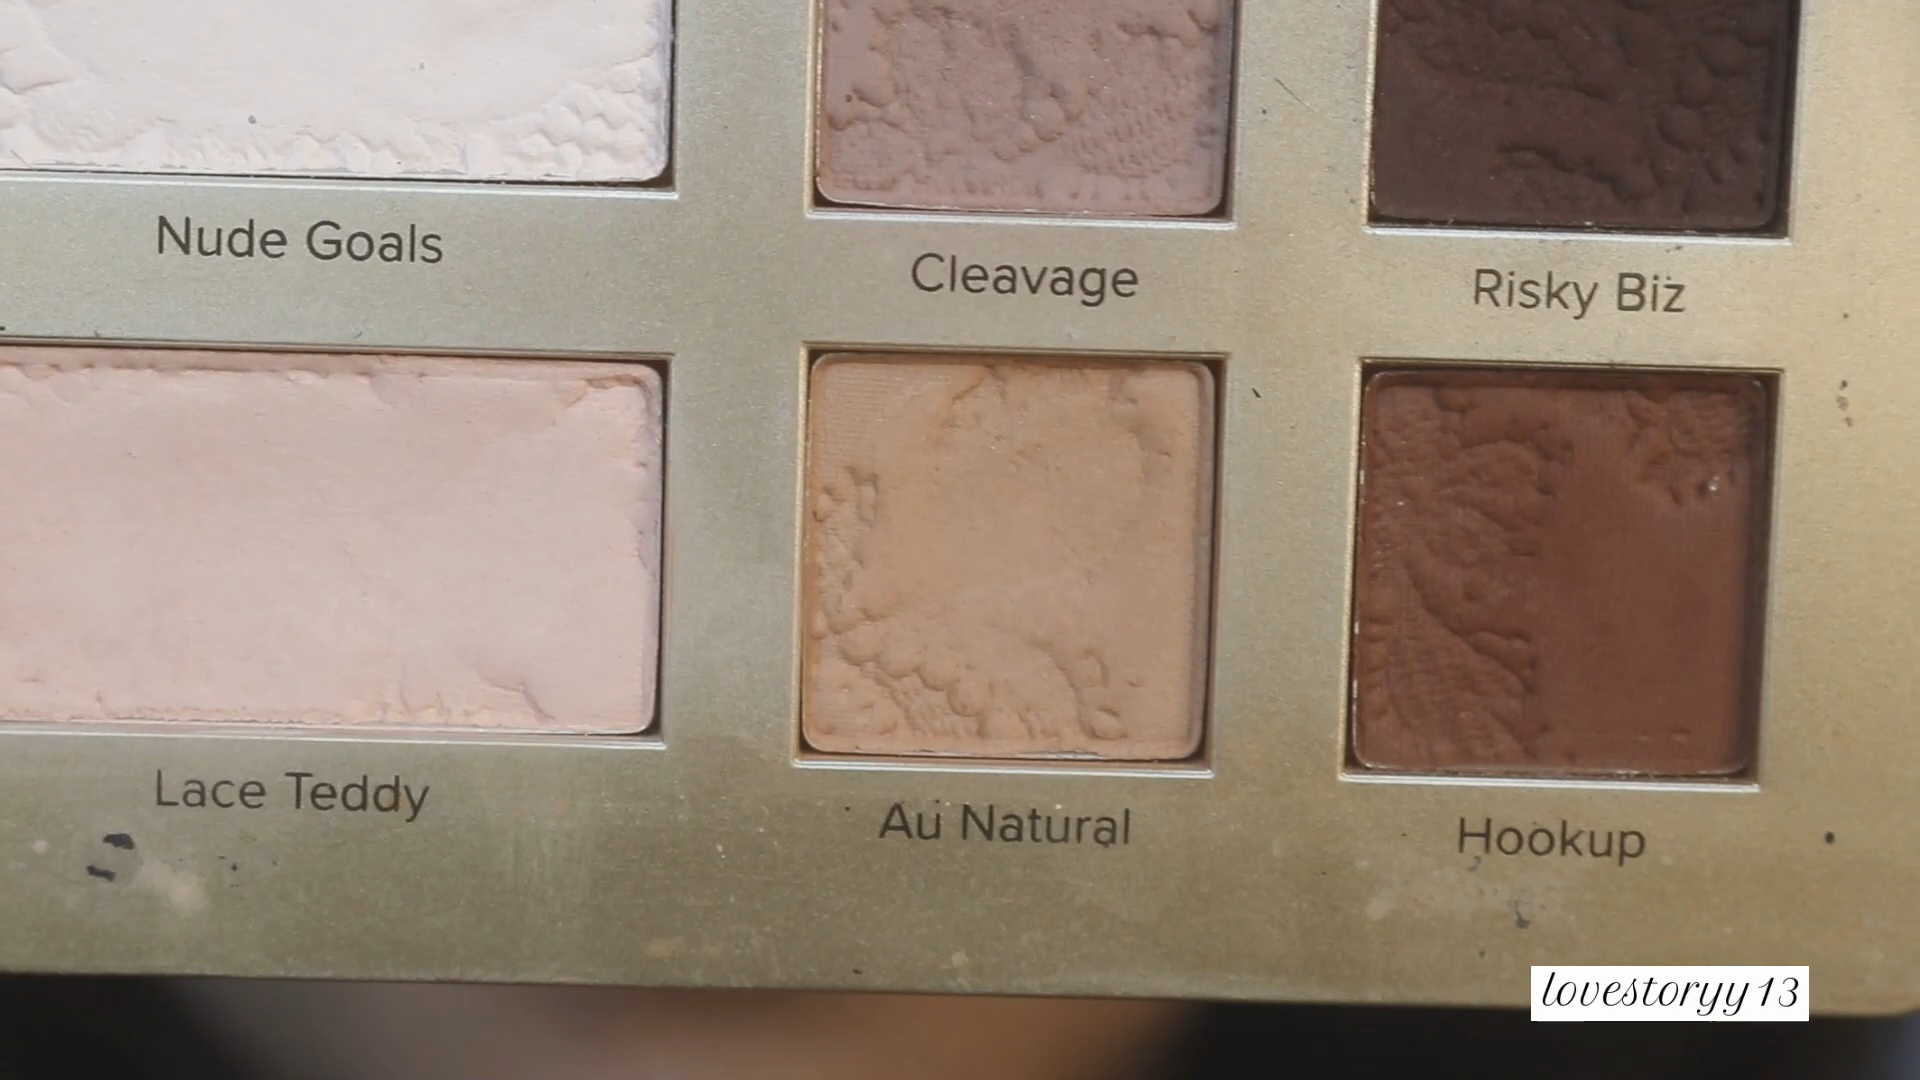 Nude Goals
Cleavage
Risky Biz
Lace Teddy
Au Natural
Hookup
lovestoryy13